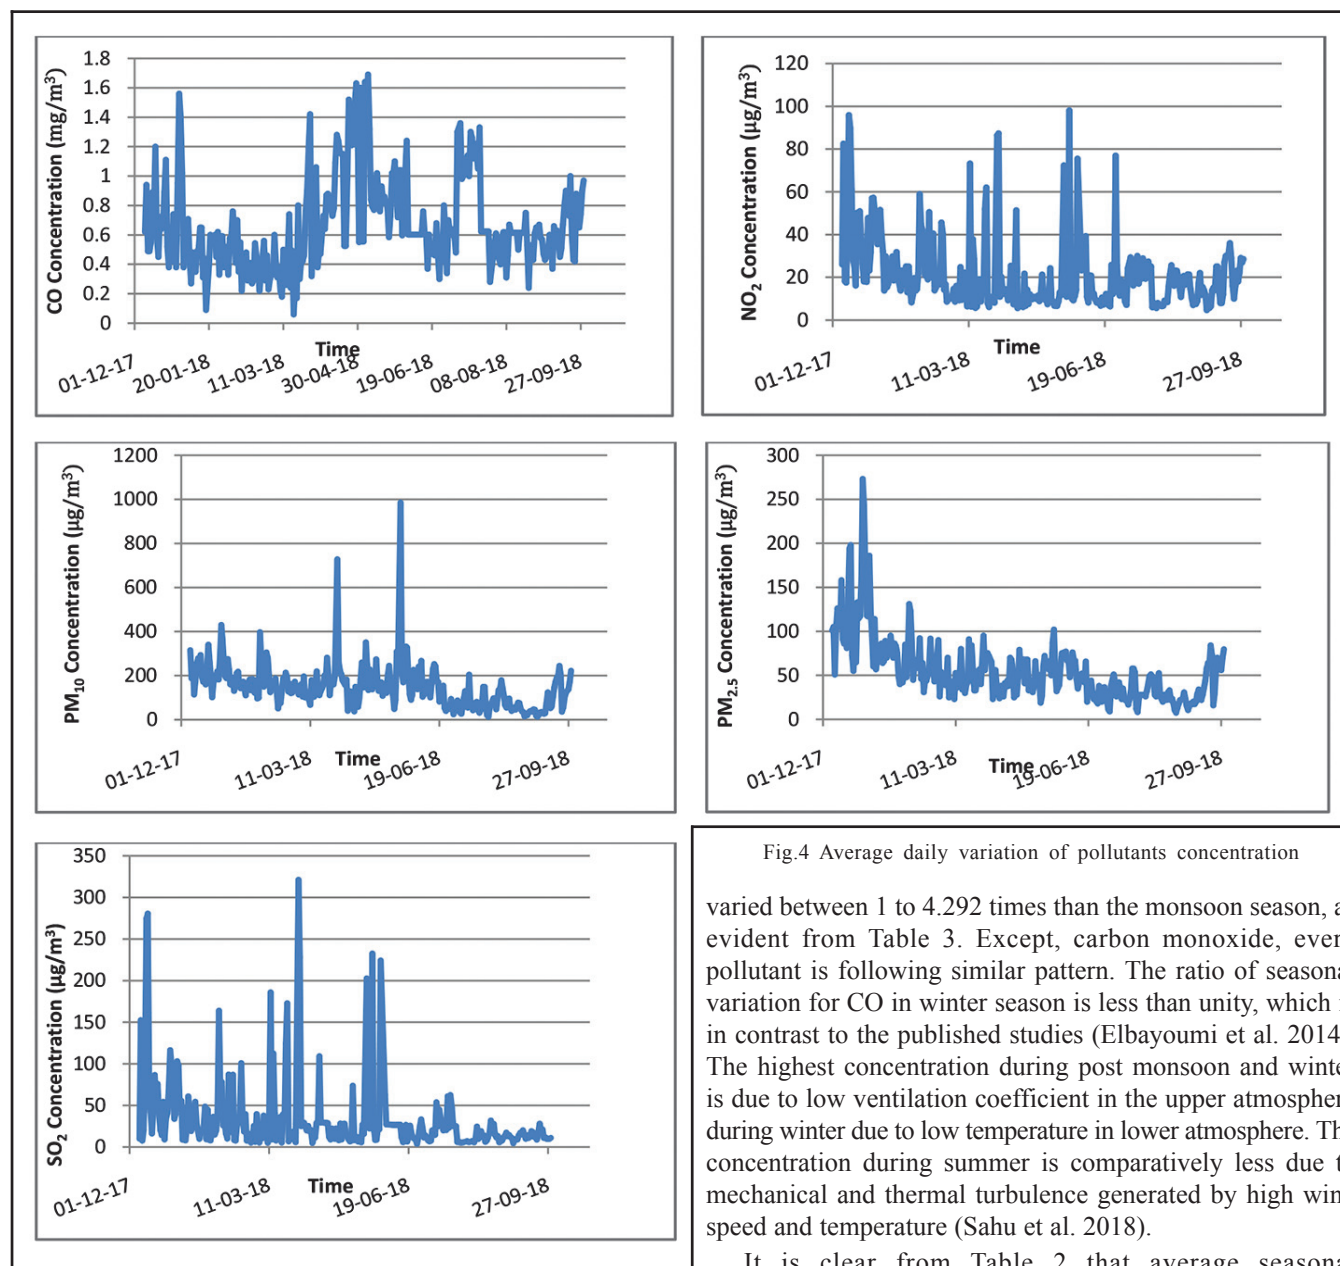 1.8
1.6
1.4
1.2
1
0.8
0.6
0.4
0.2
0
CO Concentration (mg/m³)
Time
01-12-17 20-01-18 11-03-18 30-04-18 19-06-18 08-08-18 27-09-18
120
100
80
60
40
20
0
NO₂ Concentration (µg/m³)
Time
01-12-17 11-03-18 19-06-18 27-09-18
1200
1000
800
600
400
200
0
PM₁₀ Concentration (µg/m³)
Time
01-12-17 11-03-18 19-06-18 27-09-18
300
250
200
150
100
50
0
PM₂.₅ Concentration (µg/m³)
Time
01-12-17 11-03-18 19-06-18 27-09-18
350
300
250
200
150
100
50
0
SO₂ Concentration (µg/m³)
Time
01-12-17 11-03-18 19-06-18 27-09-18
Fig.4 Average daily variation of pollutants concentration
varied between 1 to 4.292 times than the monsoon season,
evident from Table 3. Except, carbon monoxide,
pollutant is following similar pattern. The ratio of
variation for CO in winter season is less than unity, which
in contrast to the published studies (Elbayoumi et al. 2014
The highest concentration during post monsoon and
is due to low ventilation coefficient in the upper
during winter due to low temperature in lower atmosphere.
concentration during summer is comparatively less due
mechanical and thermal turbulence generated by high
speed and temperature (Sahu et al. 2018).
It is clear from Table 2 that average